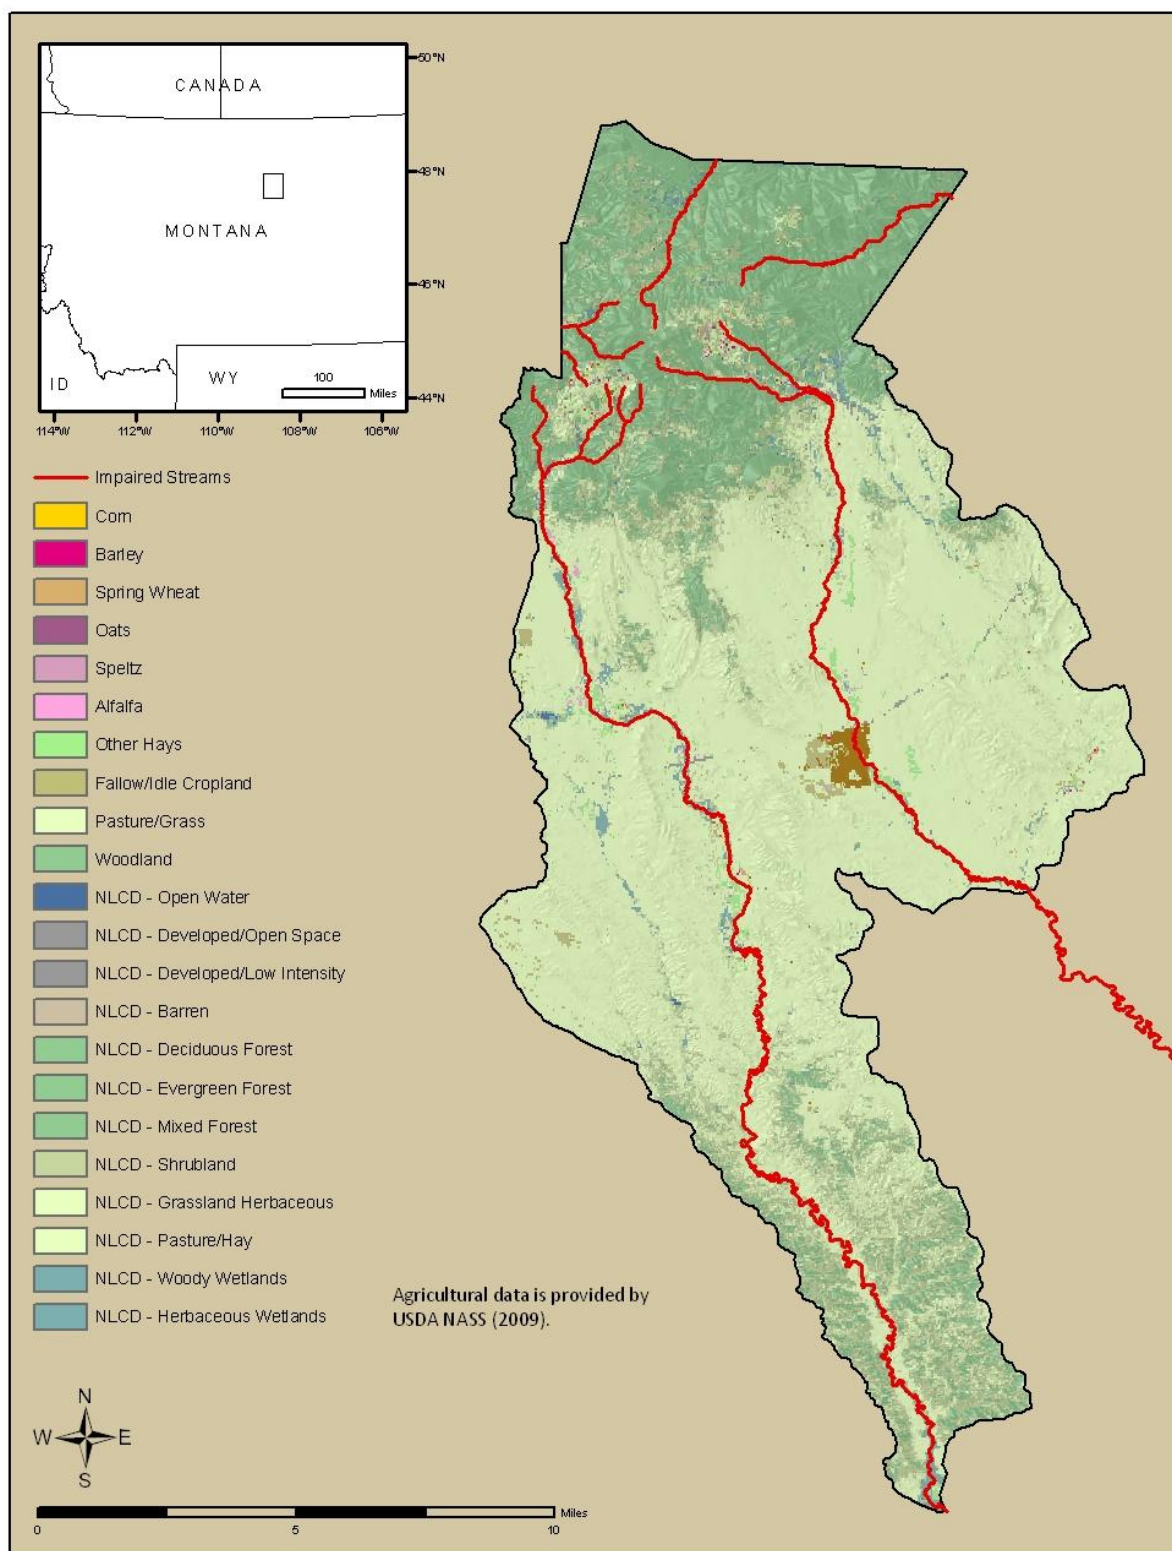 CANADA
MONTANA
ID
WY
100
Miles
50°N
48°N
46°N
44°N
114°W
112°W
110°W
108°W
106°W
Impaired Streams
Corn
Barley
Spring Wheat
Oats
Speltz
Alfalfa
Other Hays
Fallow/Idle Cropland
Pasture/Grass
Woodland
NLCD - Open Water
NLCD - Developed/Open Space
NLCD - Developed/Low Intensity
NLCD - Barren
NLCD - Deciduous Forest
NLCD - Evergreen Forest
NLCD - Mixed Forest
NLCD - Shrubland
NLCD - Grassland Herbaceous
NLCD - Pasture/Hay
NLCD - Woody Wetlands
NLCD - Herbaceous Wetlands
Agricultural data is provided by
USDA NASS (2009).
N
W E
S
Miles
0 5 10